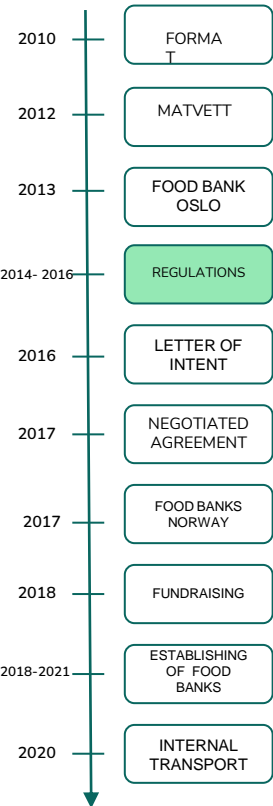 2010
FORMA
T
2012
MATVETT
2013
FOOD BANK
OSLO
2014- 2016
REGULATIONS
2016
LETTER OF
INTENT
2017
NEGOTIATED
AGREEMENT
2017
FOOD BANKS
NORWAY
2018
FUNDRAISING
2018-2021
ESTABLISHING
OF FOOD
BANKS
2020
INTERNAL
TRANSPORT